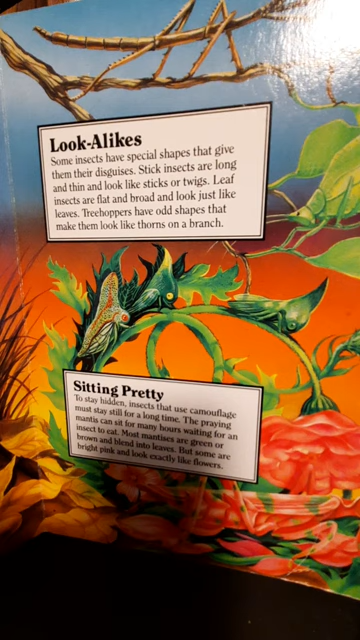 Look-Alikes
Some insects have special shapes that give
them their disguises. Stick insects are long
and thin and look like sticks or twigs. Leaf
insects are flat and broad and look just like
leaves. Treehoppers have odd shapes that
make them look like thorns on a branch.
Sitting Pretty
To stay hidden, insects that use camouflage
must stay still for a long time. The praying
mantis can sit for many hours waiting for an
insect to eat. Most mantises are green or
brown and blend into leaves. But some are
bright pink and look exactly like flowers.